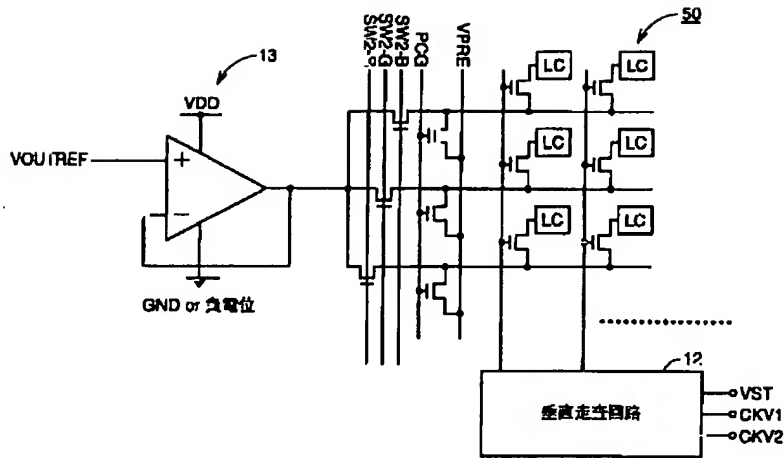 50
SW2-R
SW2-G
SW2-B
PCG
VPRE
13
VDD
VOUTREF
+
−
LC
LC
LC
LC
LC
LC
GND or 负電位
12
垂直走査回路
VST
CKV1
CKV2